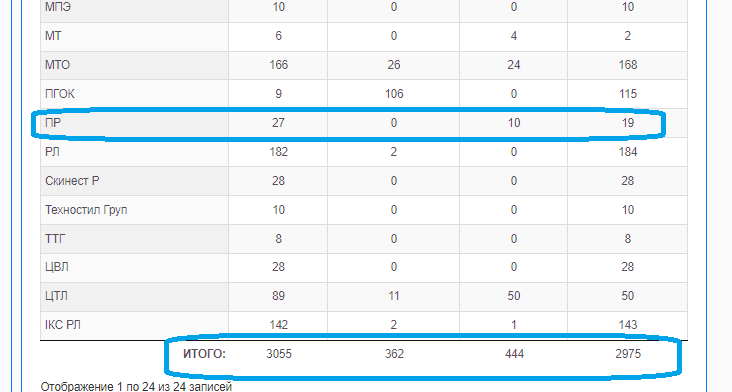 МПЭ 10 0 0 10
МТ 6 0 4 2
МТО 166 26 24 168
ПГОК 9 106 0 115
ПР 27 0 10 19
РЛ 182 2 0 184
Скинест Р 28 0 0 28
Техностил Груп 10 0 0 10
ТТГ 8 0 0 8
ЦВЛ 28 0 0 28
ЦТЛ 89 11 50 50
ІКС РЛ 142 2 1 143
ИТОГО: 3055 362 444 2975
Отображение 1 по 24 из 24 записей